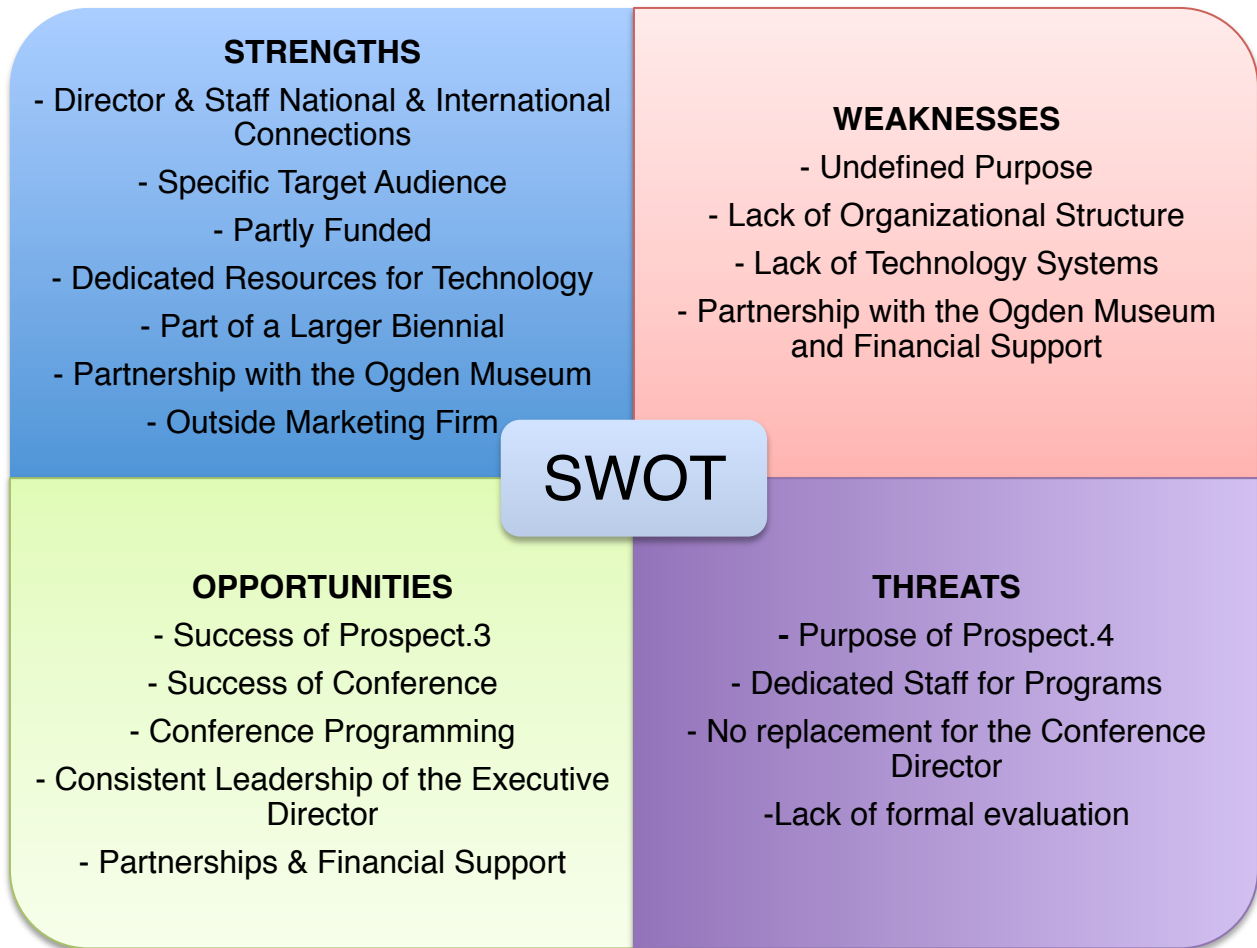 STRENGTHS
- Director & Staff National & International
Connections
- Specific Target Audience
- Partly Funded
- Dedicated Resources for Technology
- Part of a Larger Biennial
- Partnership with the Ogden Museum
- Outside Marketing Firm
WEAKNESSES
- Undefined Purpose
- Lack of Organizational Structure
- Lack of Technology Systems
- Partnership with the Ogden Museum
and Financial Support
SWOT
OPPORTUNITIES
- Success of Prospect.3
- Success of Conference
- Conference Programming
- Consistent Leadership of the Executive
Director
- Partnerships & Financial Support
THREATS
- Purpose of Prospect.4
- Dedicated Staff for Programs
- No replacement for the Conference
Director
-Lack of formal evaluation